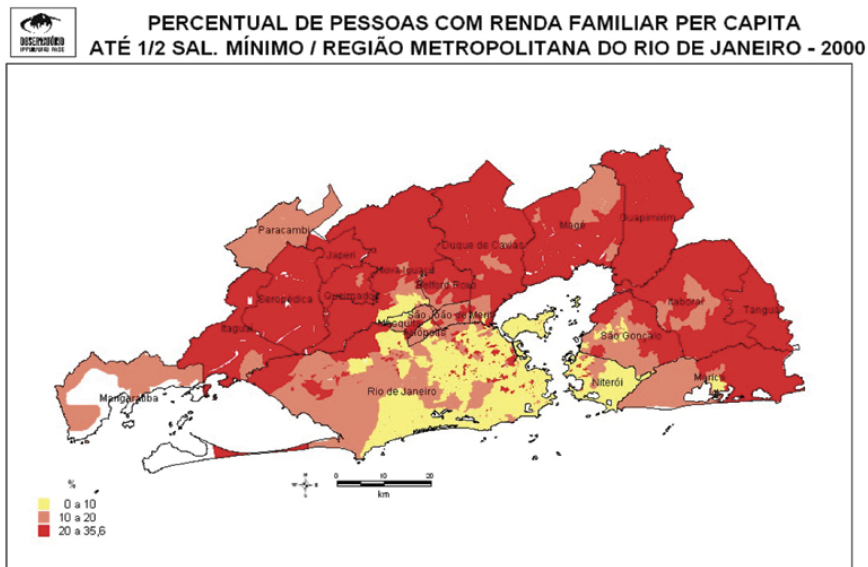 PERCENTUAL DE PESSOAS COM RENDA FAMILIAR PER CAPITA
ATÉ 1/2 SAL. MÍNIMO / REGIÃO METROPOLITANA DO RIO DE JANEIRO - 2000
OBSERVATÓRIO
Paracambi
Japeri
Nova Iguaçu
Duque de Caxias
Magé
Guapimirim
Seropédica
Queimados
Belford Roxo
Itaboraí
Tanguá
Itaguaí
Mesquita
São João de Meriti
Nilópolis
São Gonçalo
Mangaratiba
Rio de Janeiro
Niterói
Maricá
%
0 a 10
10 a 20
20 a 35,6
0 10 20
km